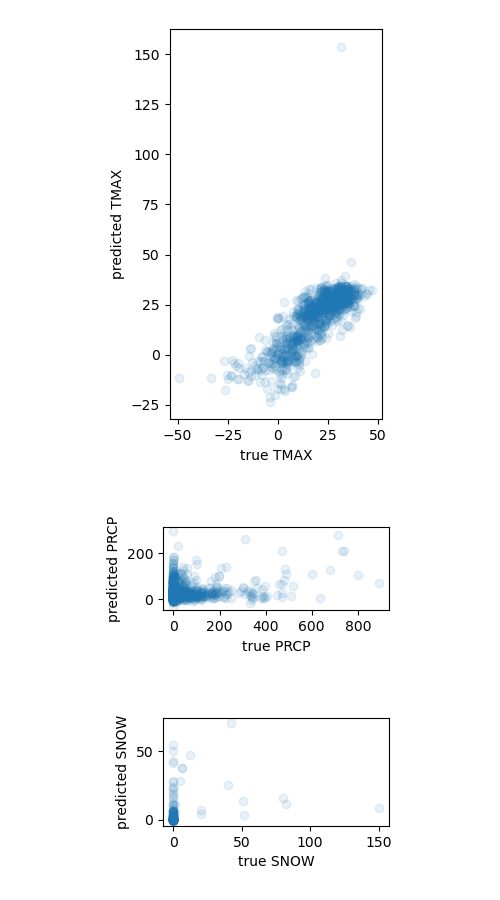 150
125
100
75
50
25
0
−25
predicted TMAX
−50 −25 0 25 50
true TMAX
200
0
predicted PRCP
0 200 400 600 800
true PRCP
50
0
predicted SNOW
0 50 100 150
true SNOW